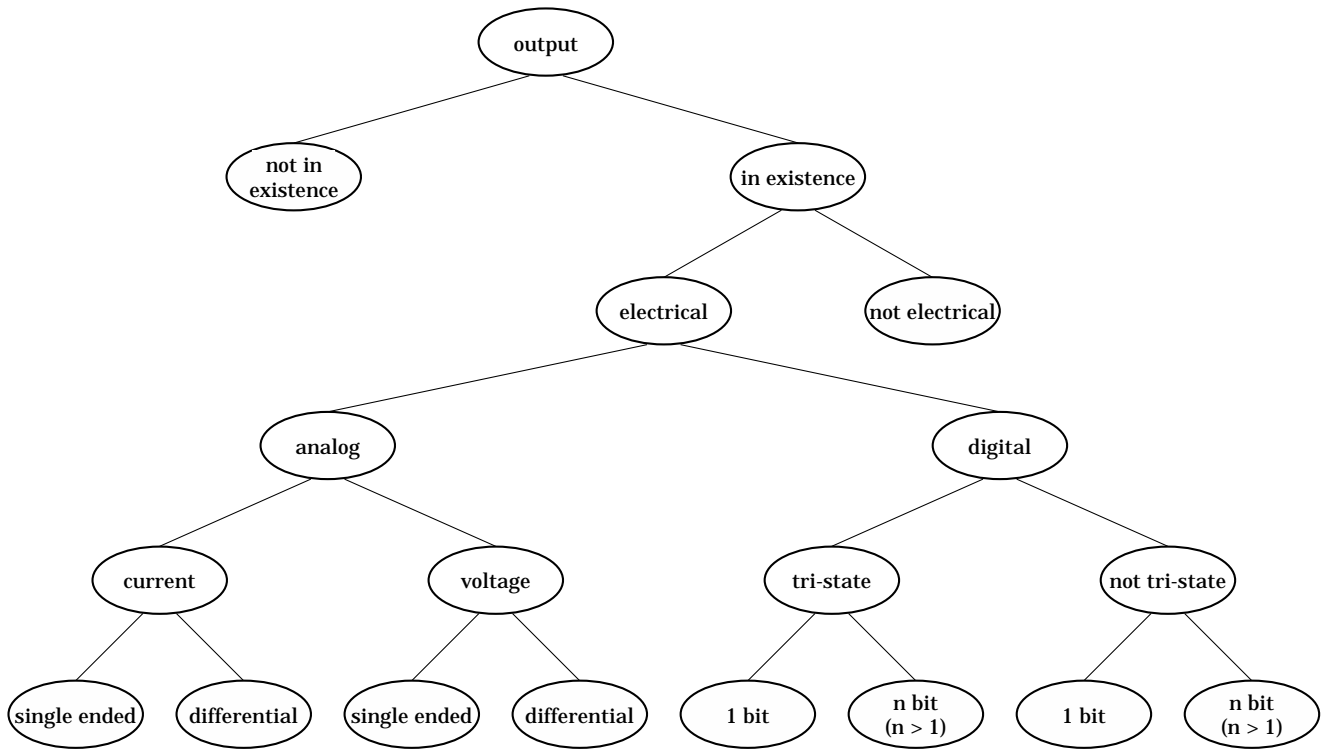 output
not in
existence
in existence
electrical
not electrical
analog
digital
current
voltage
tri-state
not tri-state
single ended
differential
single ended
differential
1 bit
n bit
(n > 1)
1 bit
n bit
(n > 1)